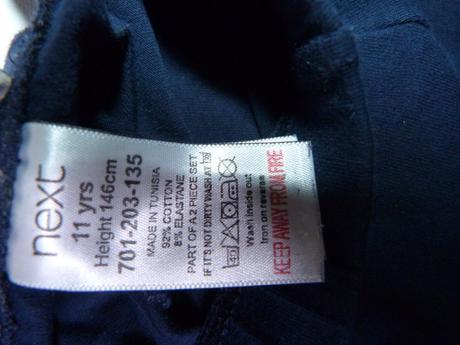 next
11 yrs
Height 146cm
701-203-135
MADE IN TUNISIA
92% COTTON
8% ELASTANE
PART OF A 2 PIECE SET
IF IT'S NOT DIRTY WASH AT 30°
40
Wash inside out
Iron on reverse
KEEP AWAY FROM FIRE